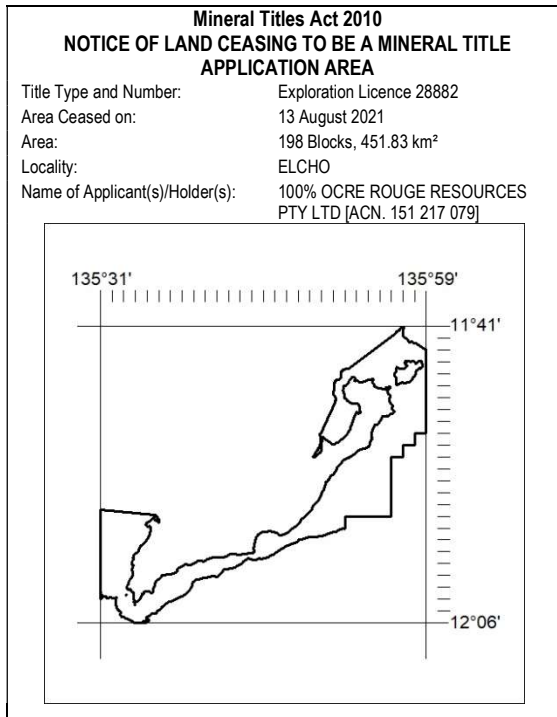 Mineral Titles Act 2010
NOTICE OF LAND CEASING TO BE A MINERAL TITLE
APPLICATION AREA
Title Type and Number: Exploration Licence 28882
Area Ceased on: 13 August 2021
Area: 198 Blocks, 451.83 km²
Locality: ELCHO
Name of Applicant(s)/Holder(s): 100% OCRE ROUGE RESOURCES
PTY LTD [ACN. 151 217 079]
135°31' 135°59'
11°41'
12°06'